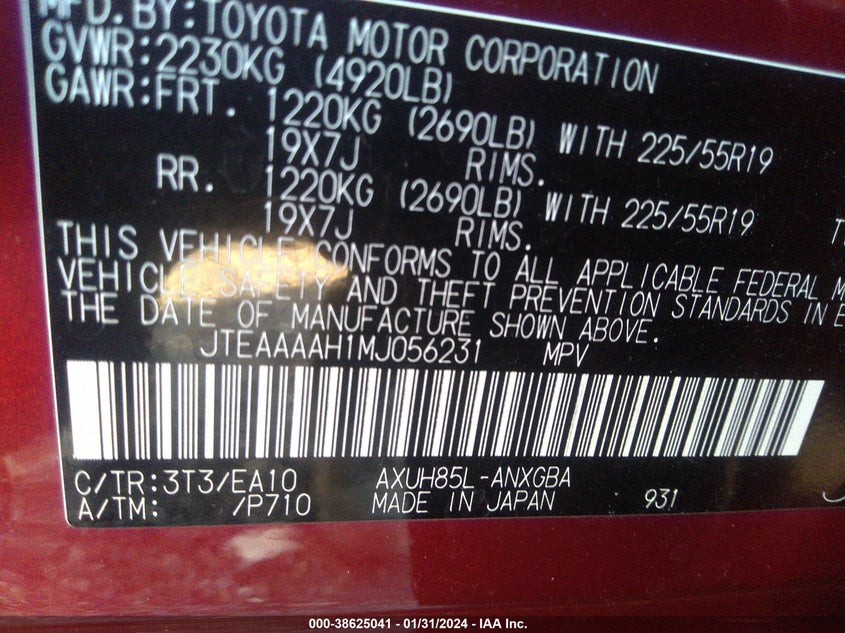 MFD. BY: TOYOTA MOTOR CORPORATION
GVWR: 2230KG (4920LB)
GAWR: FRT. 1220KG (2690LB) WITH 225/55R19
19X7J RIMS.
RR. 1220KG (2690LB) WITH 225/55R19
19X7J RIMS.
THIS VEHICLE CONFORMS TO ALL APPLICABLE FEDERAL M
VEHICLE SAFETY AND THEFT PREVENTION STANDARDS IN E
THE DATE OF MANUFACTURE SHOWN ABOVE.
JTEAAAAH1MJ056231 MPV
C/TR: 3T3/EA10 AXUH85L-ANXGBA
A/TM: /P710 MADE IN JAPAN 931
000-38625041 - 01/31/2024 - IAA Inc.